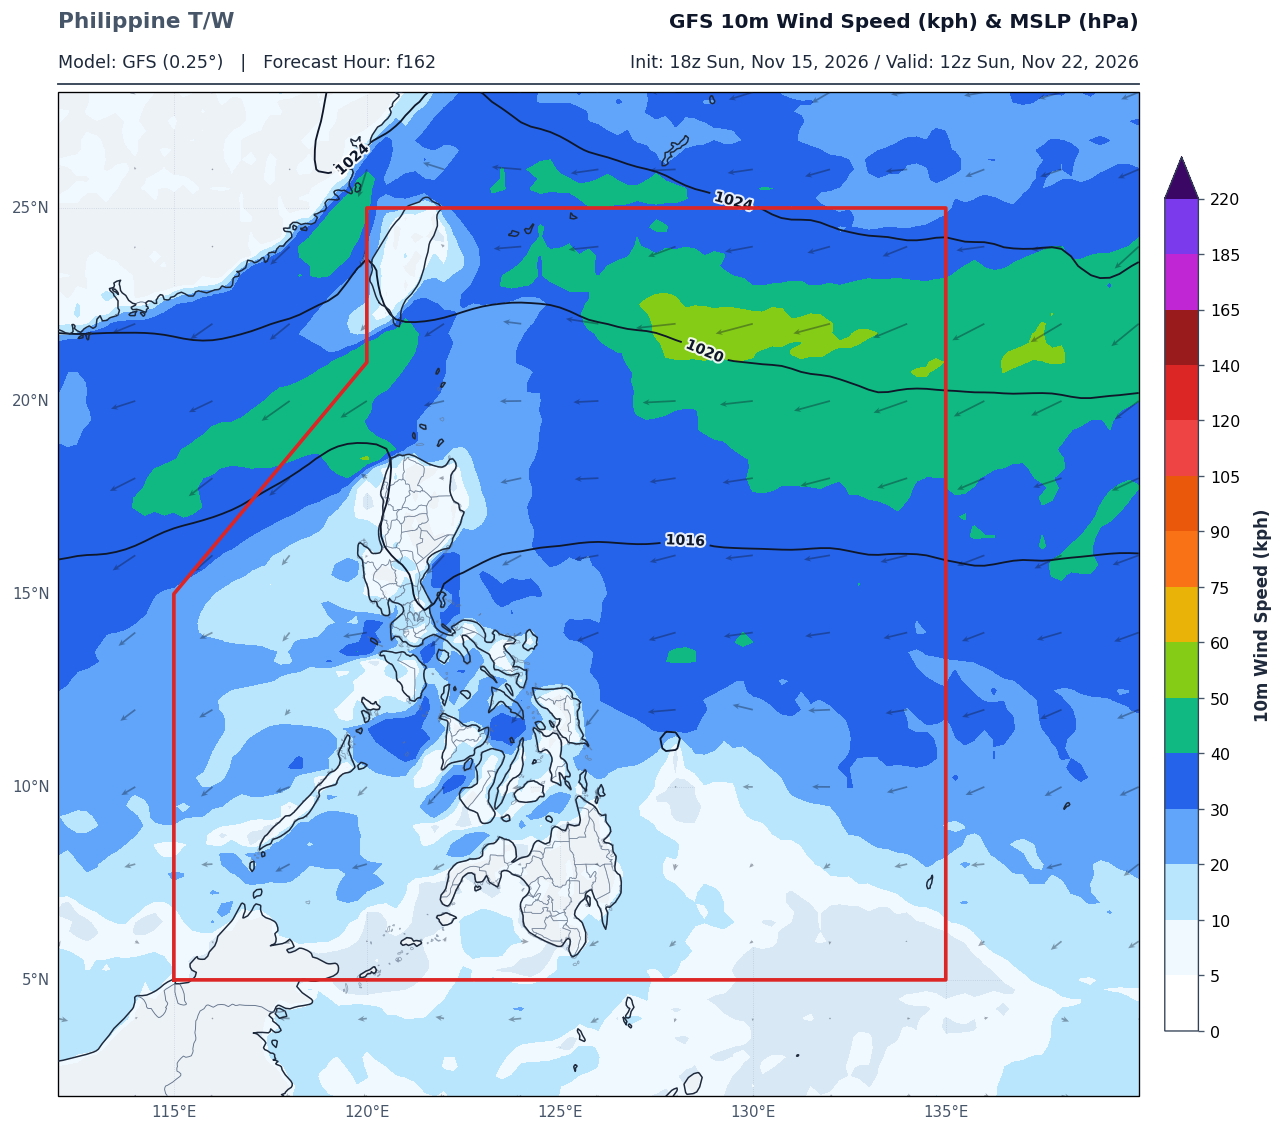 Philippine T/W
GFS 10m Wind Speed (kph) & MSLP (hPa)
Model: GFS (0.25°) | Forecast Hour: f162
Init: 18z Sun, Nov 15, 2026 / Valid: 12z Sun, Nov 22, 2026
1024
1024
1020
1016
25°N
20°N
15°N
10°N
5°N
115°E
120°E
125°E
130°E
135°E
220
185
165
140
120
105
90
75
60
50
40
30
20
10
5
0
10m Wind Speed (kph)